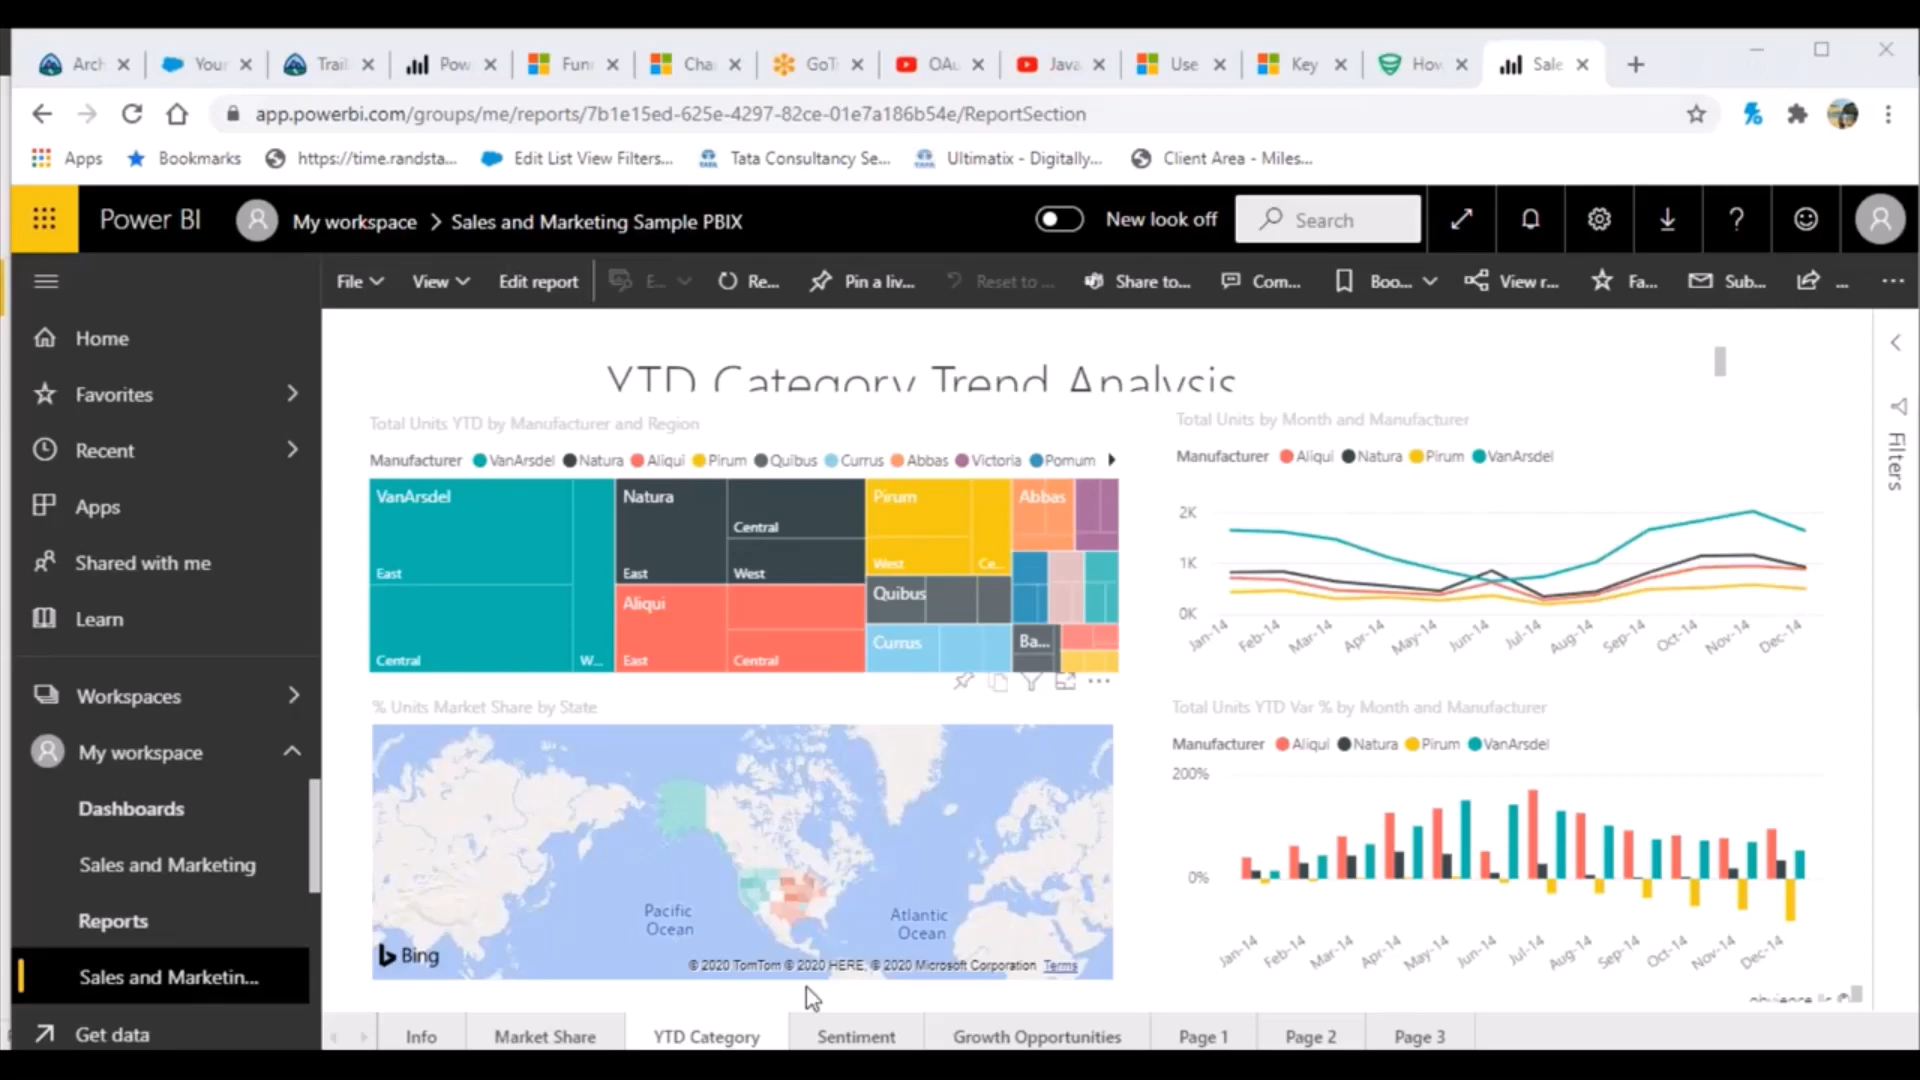 Arch Your Trail Pow Funr Cha GoT OAu Java Use Key How Sale
app.powerbi.com/groups/me/reports/7b1e15ed-625e-4297-82ce-01e7a186b54e/ReportSection
Apps Bookmarks https://time.randsta... Edit List View Filters... Tata Consultancy Se... Ultimatix - Digitally... Client Area - Miles...
Power BI My workspace > Sales and Marketing Sample PBIX New look off Search
File View Edit report E... Re... Pin a liv... Reset to ... Share to... Com... Boo... View r... Fa... Sub... ... ...
Home
Favorites
Recent
Apps
Shared with me
Learn
Workspaces
My workspace
Dashboards
Sales and Marketing
Reports
Sales and Marketin...
Get data
YTD Category Trend Analysis
Total Units YTD by Manufacturer and Region
Manufacturer VanArsdel Natura Aliqui Pirum Quibus Currus Abbas Victoria Pomum
VanArsdel
East
Central
W...
Natura
East
Central
West
Aliqui
East
Central
Pirum
West
Ce...
Quibus
Currus
Abbas
Ba...
% Units Market Share by State
Pacific
Ocean
Atlantic
Ocean
Bing
© 2020 TomTom © 2020 HERE, © 2020 Microsoft Corporation Terms
Total Units by Month and Manufacturer
Manufacturer Aliqui Natura Pirum VanArsdel
2K
1K
0K
Jan-14 Feb-14 Mar-14 Apr-14 May-14 Jun-14 Jul-14 Aug-14 Sep-14 Oct-14 Nov-14 Dec-14
Total Units YTD Var % by Month and Manufacturer
Manufacturer Aliqui Natura Pirum VanArsdel
200%
0%
Jan-14 Feb-14 Mar-14 Apr-14 May-14 Jun-14 Jul-14 Aug-14 Sep-14 Oct-14 Nov-14 Dec-14
Filters
Info Market Share YTD Category Sentiment Growth Opportunities Page 1 Page 2 Page 3